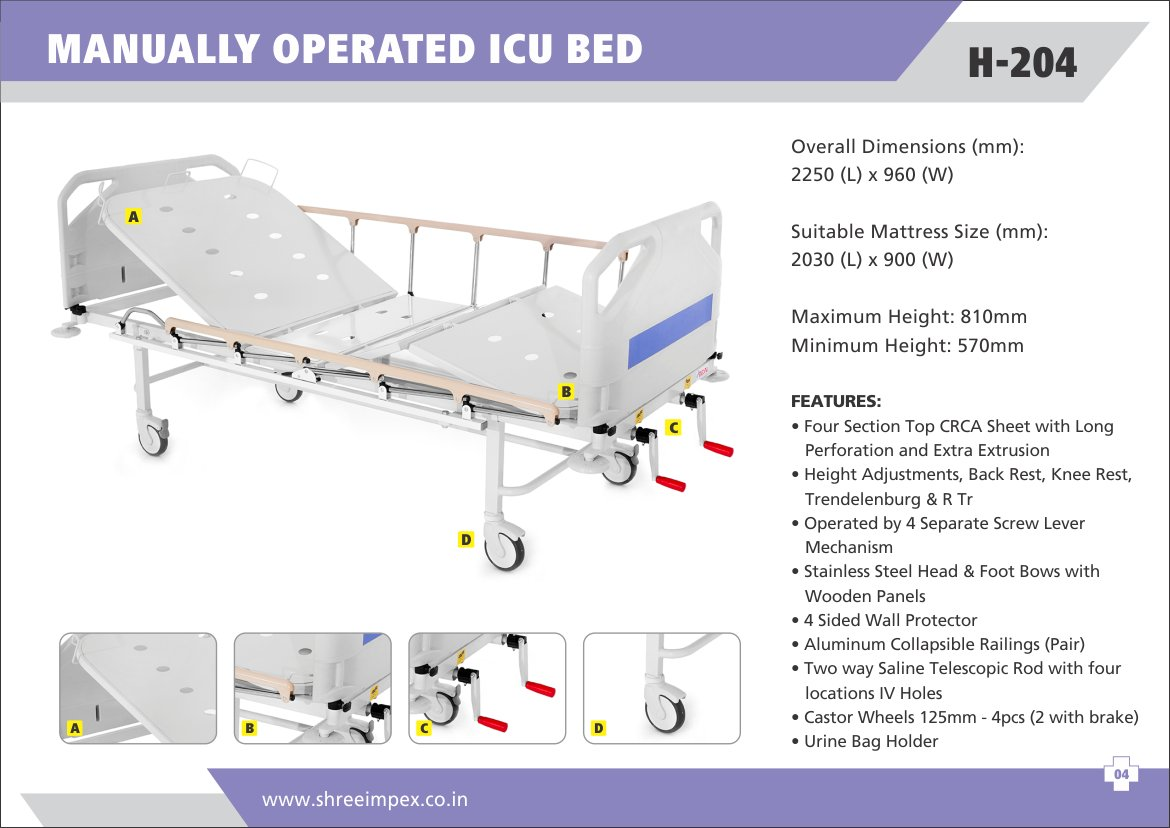 MANUALLY OPERATED ICU BED
H-204
Overall Dimensions (mm):
2250 (L) x 960 (W)
Suitable Mattress Size (mm):
2030 (L) x 900 (W)
Maximum Height: 810mm
Minimum Height: 570mm
FEATURES:
• Four Section Top CRCA Sheet with Long
Perforation and Extra Extrusion
• Height Adjustments, Back Rest, Knee Rest,
Trendelenburg & R Tr
• Operated by 4 Separate Screw Lever
Mechanism
• Stainless Steel Head & Foot Bows with
Wooden Panels
• 4 Sided Wall Protector
• Aluminum Collapsible Railings (Pair)
• Two way Saline Telescopic Rod with four
locations IV Holes
• Castor Wheels 125mm - 4pcs (2 with brake)
• Urine Bag Holder
A
B
C
D
A
B
C
D
04
www.shreeimpex.co.in